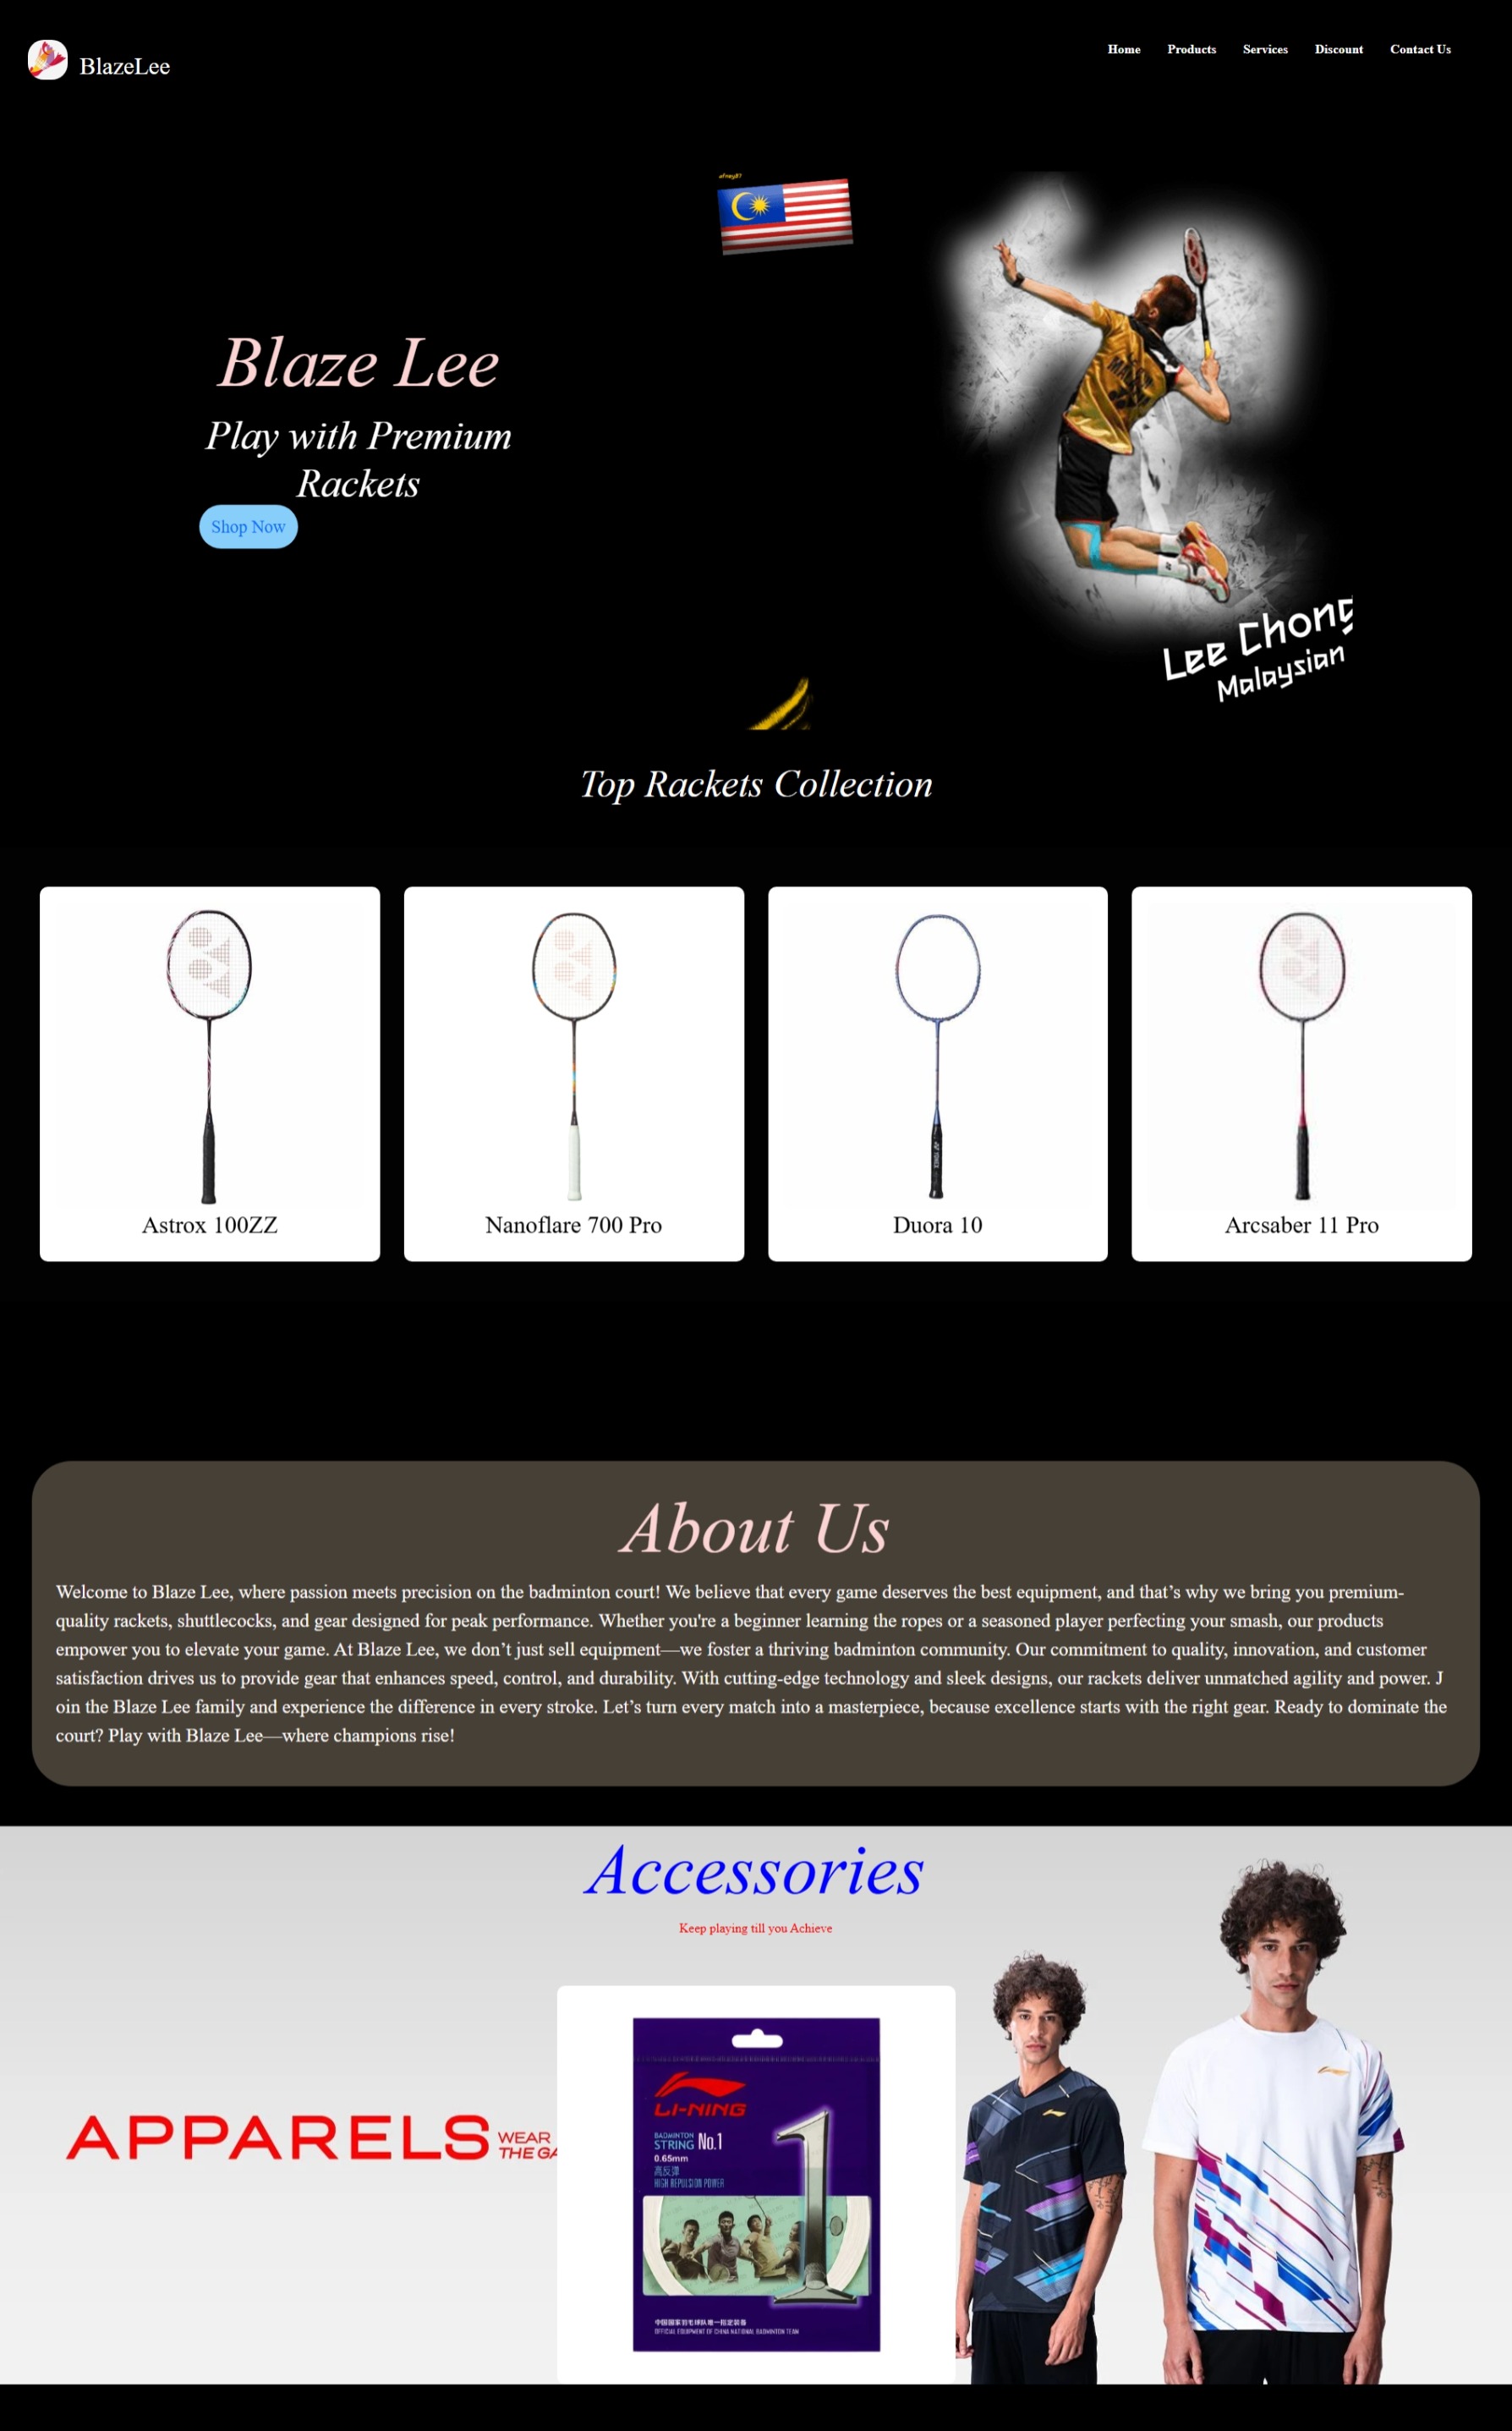 BlazeLee
Home Products Services Discount Contact Us
Blaze Lee
Play with Premium
Rackets
Shop Now
Lee Chong
Malaysian
Top Rackets Collection
Astrox 100ZZ
Nanoflare 700 Pro
Duora 10
Arcsaber 11 Pro
About Us
Welcome to Blaze Lee, where passion meets precision on the badminton court! We believe that every game deserves the best equipment, and that’s why we bring you premium-
quality rackets, shuttlecocks, and gear designed for peak performance. Whether you're a beginner learning the ropes or a seasoned player perfecting your smash, our products
empower you to elevate your game. At Blaze Lee, we don’t just sell equipment—we foster a thriving badminton community. Our commitment to quality, innovation, and customer
satisfaction drives us to provide gear that enhances speed, control, and durability. With cutting-edge technology and sleek designs, our rackets deliver unmatched agility and power. J
oin the Blaze Lee family and experience the difference in every stroke. Let’s turn every match into a masterpiece, because excellence starts with the right gear. Ready to dominate the
court? Play with Blaze Lee—where champions rise!
Accessories
Keep playing till you Achieve
APPARELS
WEAR
THE GA
LI-NING
BADMINTON
STRING No.1
0.65mm
高反弹
HIGH REPULSION POWER
1
中国国家羽毛球队唯一指定装备
OFFICIAL EQUIPMENT OF CHINA NATIONAL BADMINTON TEAM